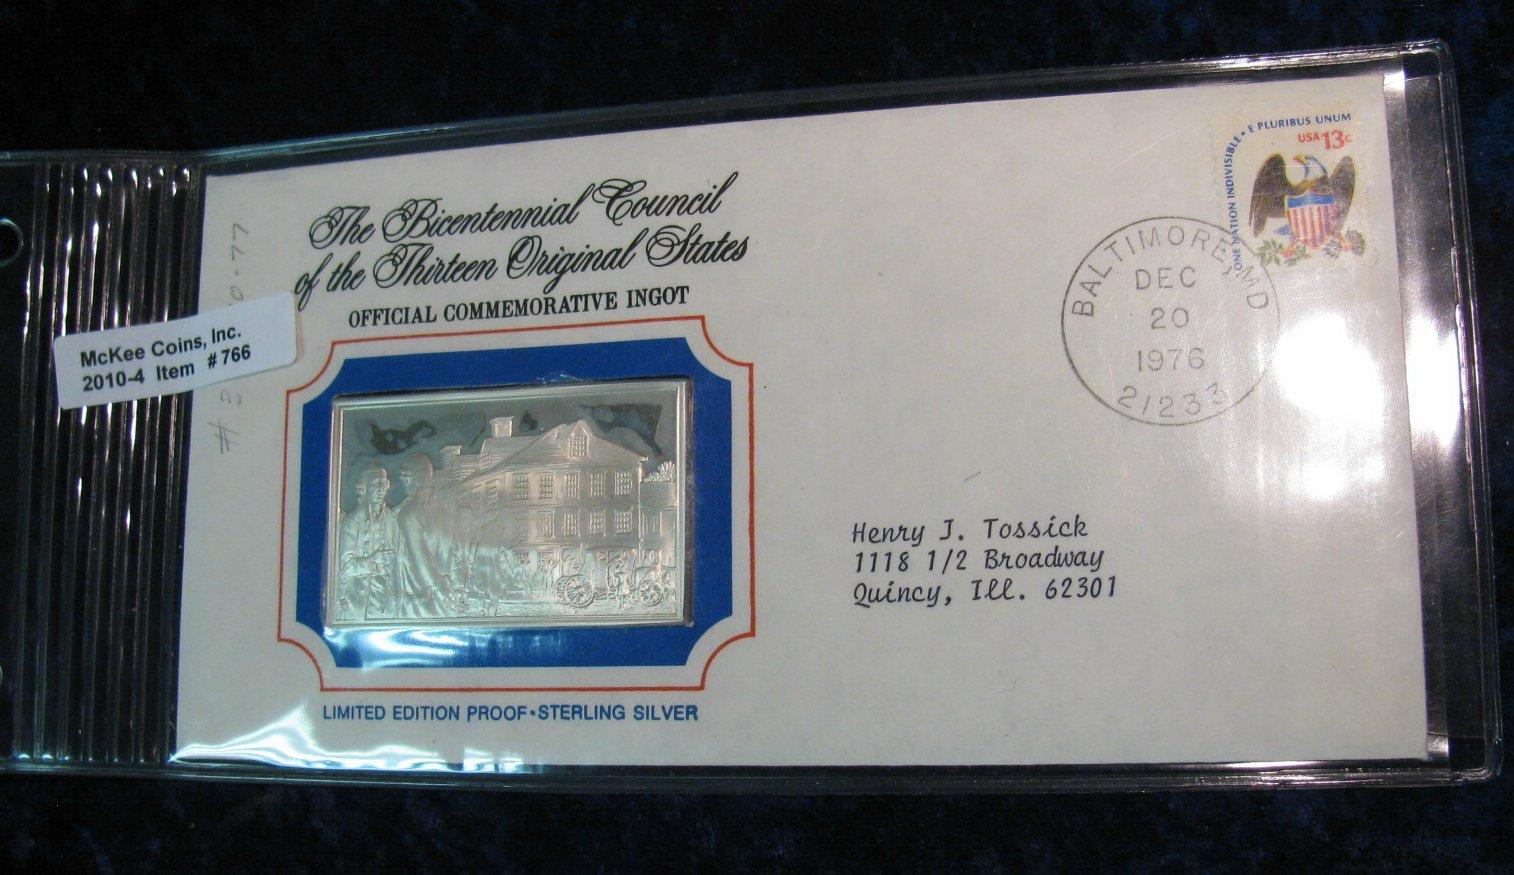 The Bicentennial Council
of the Thirteen Original States
OFFICIAL COMMEMORATIVE INGOT
LIMITED EDITION PROOF•STERLING SILVER
McKee Coins, Inc.
2010-4 Item #766
ONE NATION INDIVISIBLE • E PLURIBUS UNUM
USA 13c
BALTIMORE, MD
DEC
20
1976
21233
Henry J. Tossick
1118 1/2 Broadway
Quincy, Ill. 62301